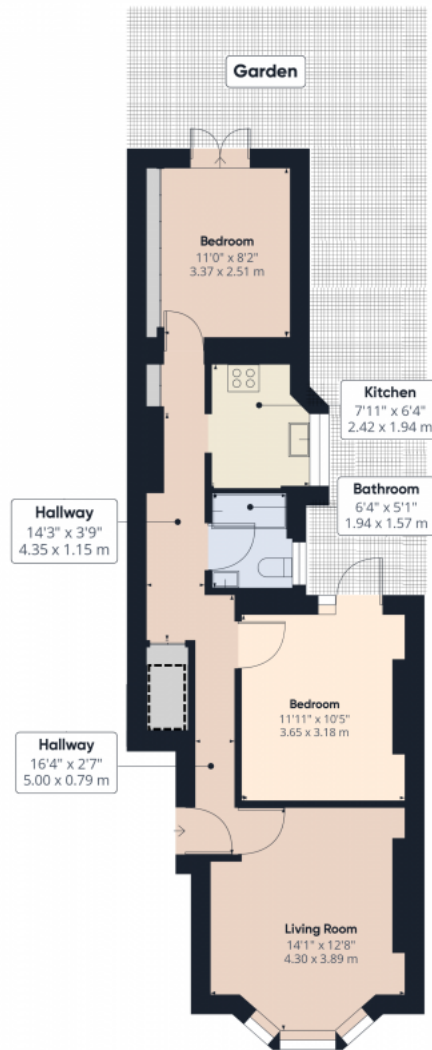 Garden
Bedroom
11'0" x 8'2"
3.37 x 2.51 m
Kitchen
7'11" x 6'4"
2.42 x 1.94 m
Bathroom
6'4" x 5'1"
1.94 x 1.57 m
Hallway
14'3" x 3'9"
4.35 x 1.15 m
Bedroom
11'11" x 10'5"
3.65 x 3.18 m
Hallway
16'4" x 2'7"
5.00 x 0.79 m
Living Room
14'1" x 12'8"
4.30 x 3.89 m